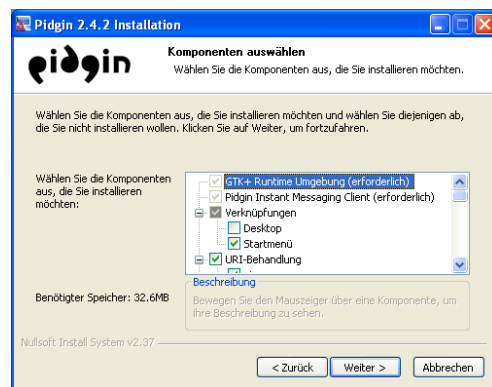 Pidgin 2.4.2 Installation
pidgin
Komponenten auswählen
Wählen Sie die Komponenten aus, die Sie installieren möchten.
Wählen Sie die Komponenten aus, die Sie installieren möchten und wählen Sie diejenigen ab,
die Sie nicht installieren wollen. Klicken Sie auf Weiter, um fortzufahren.
Wählen Sie die Komponenten
aus, die Sie installieren
möchten:
GTK+ Runtime Umgebung (erforderlich)
Pidgin Instant Messaging Client (erforderlich)
Verknüpfungen
Desktop
Startmenü
URI-Behandlung
Benötigter Speicher: 32.6MB
Beschreibung
Bewegen Sie den Mauszeiger über eine Komponente, um
ihre Beschreibung zu sehen.
Nullsoft Install System v2.37
< Zurück
Weiter >
Abbrechen